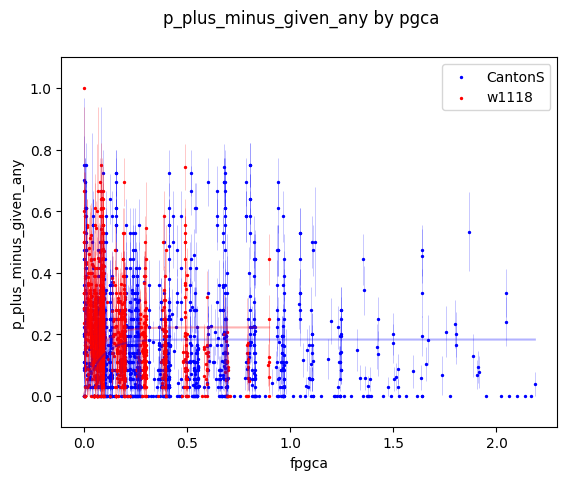 p_plus_minus_given_any by pgca
CantonS
w1118
p_plus_minus_given_any
1.0
0.8
0.6
0.4
0.2
0.0
0.0 0.5 1.0 1.5 2.0
fpgca